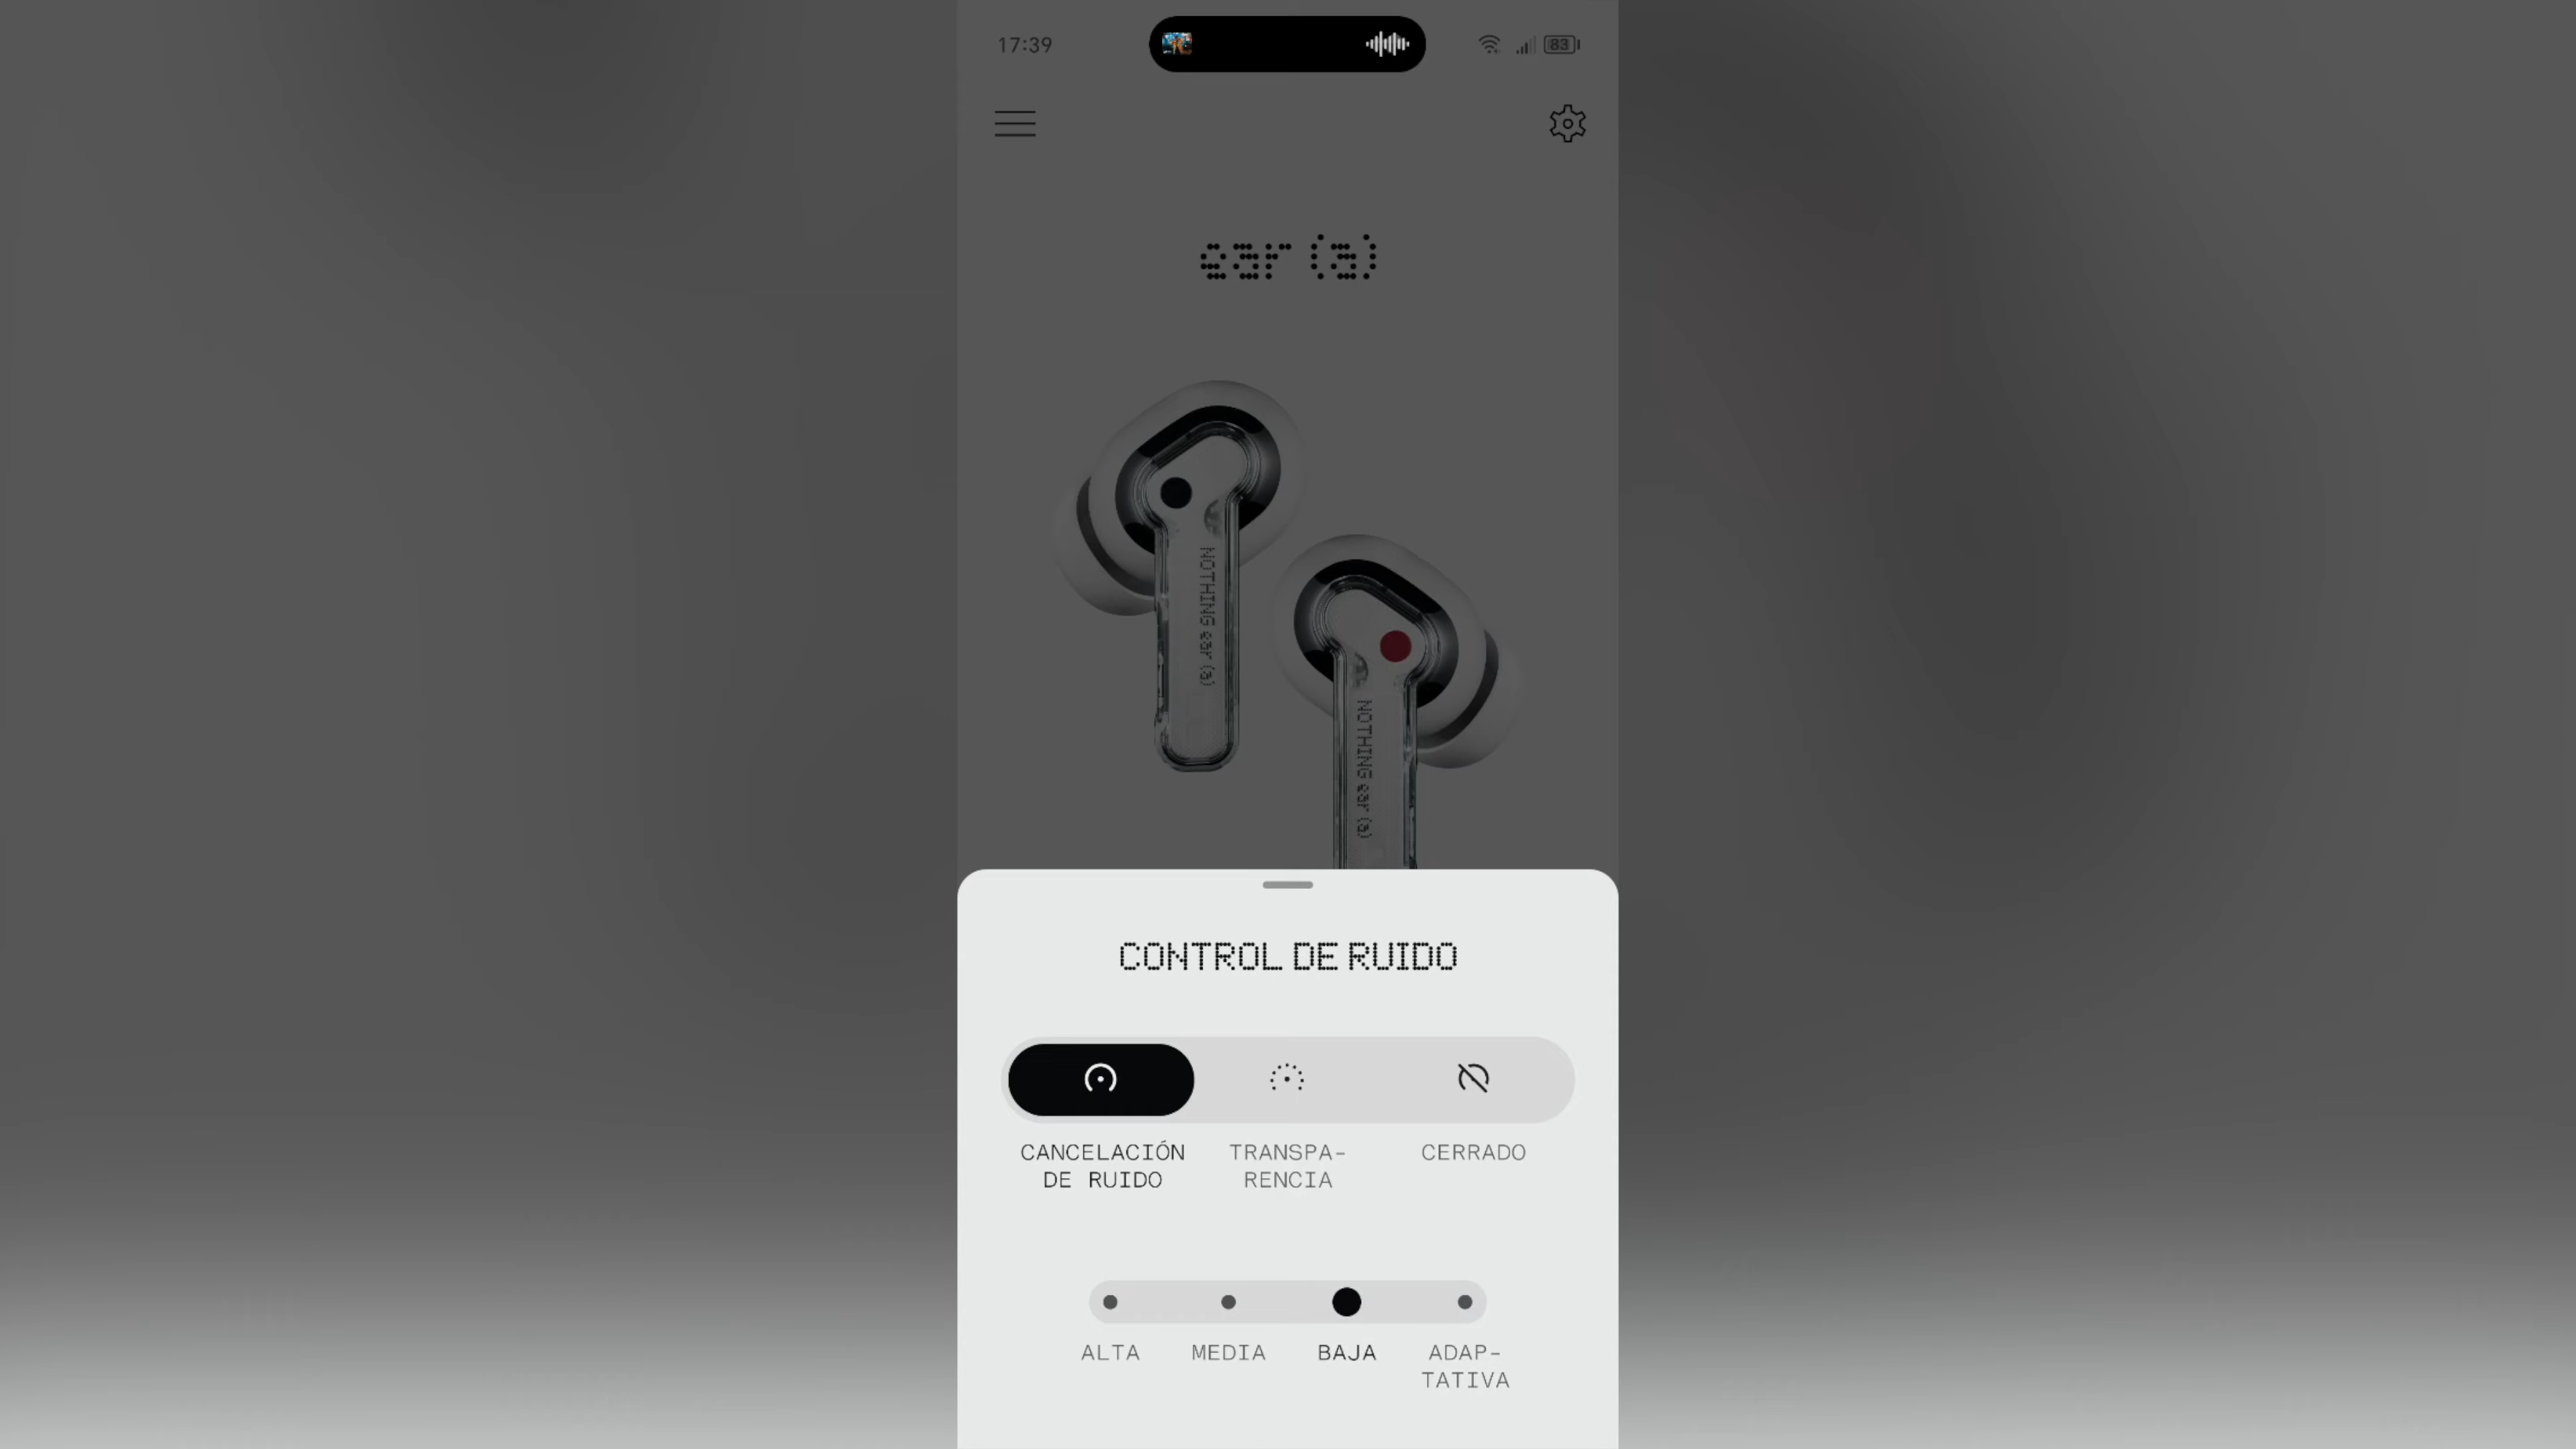 17:39
83
ear (a)
NOTHING ear (a)
NOTHING ear (a)
CONTROL DE RUIDO
CANCELACIÓN
DE RUIDO
TRANSPA-
RENCIA
CERRADO
ALTA
MEDIA
BAJA
ADAP-
TATIVA